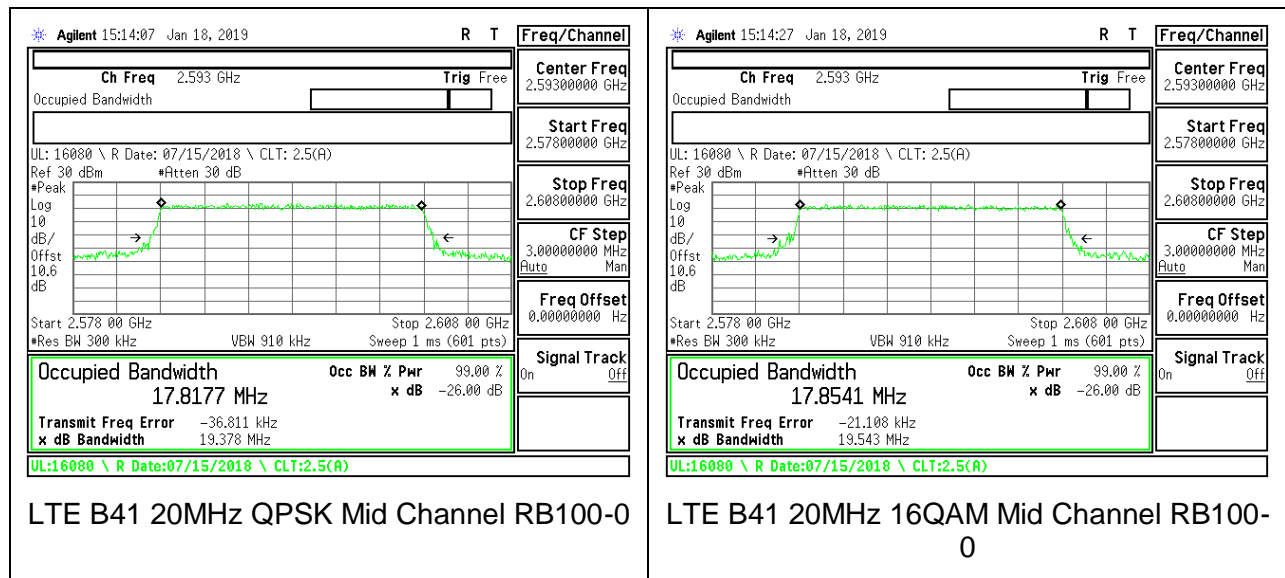 Agilent 15:14:07 Jan 18, 2019 R T
Ch Freq 2.593 GHz Trig Free
Occupied Bandwidth
UL: 16080 \ R Date: 07/15/2018 \ CLT: 2.5(A)
Ref 30 dBm #Atten 30 dB
#Peak
Log
10
dB/
Offst
10.6
dB
Start 2.578 00 GHz Stop 2.608 00 GHz
#Res BW 300 kHz VBW 910 kHz Sweep 1 ms (601 pts)
Occupied Bandwidth Occ BW % Pwr 99.00 %
17.8177 MHz x dB -26.00 dB
Transmit Freq Error -36.811 kHz
x dB Bandwidth 19.378 MHz
UL:16080 \ R Date:07/15/2018 \ CLT:2.5(A)
Freq/Channel
Center Freq
2.59300000 GHz
Start Freq
2.57800000 GHz
Stop Freq
2.60800000 GHz
CF Step
3.00000000 MHz
Auto Man
Freq Offset
0.00000000 Hz
Signal Track
On Off
LTE B41 20MHz QPSK Mid Channel RB100-0
Agilent 15:14:27 Jan 18, 2019 R T
Ch Freq 2.593 GHz Trig Free
Occupied Bandwidth
UL: 16080 \ R Date: 07/15/2018 \ CLT: 2.5(A)
Ref 30 dBm #Atten 30 dB
#Peak
Log
10
dB/
Offst
10.6
dB
Start 2.578 00 GHz Stop 2.608 00 GHz
#Res BW 300 kHz VBW 910 kHz Sweep 1 ms (601 pts)
Occupied Bandwidth Occ BW % Pwr 99.00 %
17.8541 MHz x dB -26.00 dB
Transmit Freq Error -21.108 kHz
x dB Bandwidth 19.543 MHz
UL:16080 \ R Date:07/15/2018 \ CLT:2.5(A)
Freq/Channel
Center Freq
2.59300000 GHz
Start Freq
2.57800000 GHz
Stop Freq
2.60800000 GHz
CF Step
3.00000000 MHz
Auto Man
Freq Offset
0.00000000 Hz
Signal Track
On Off
LTE B41 20MHz 16QAM Mid Channel RB100-
0